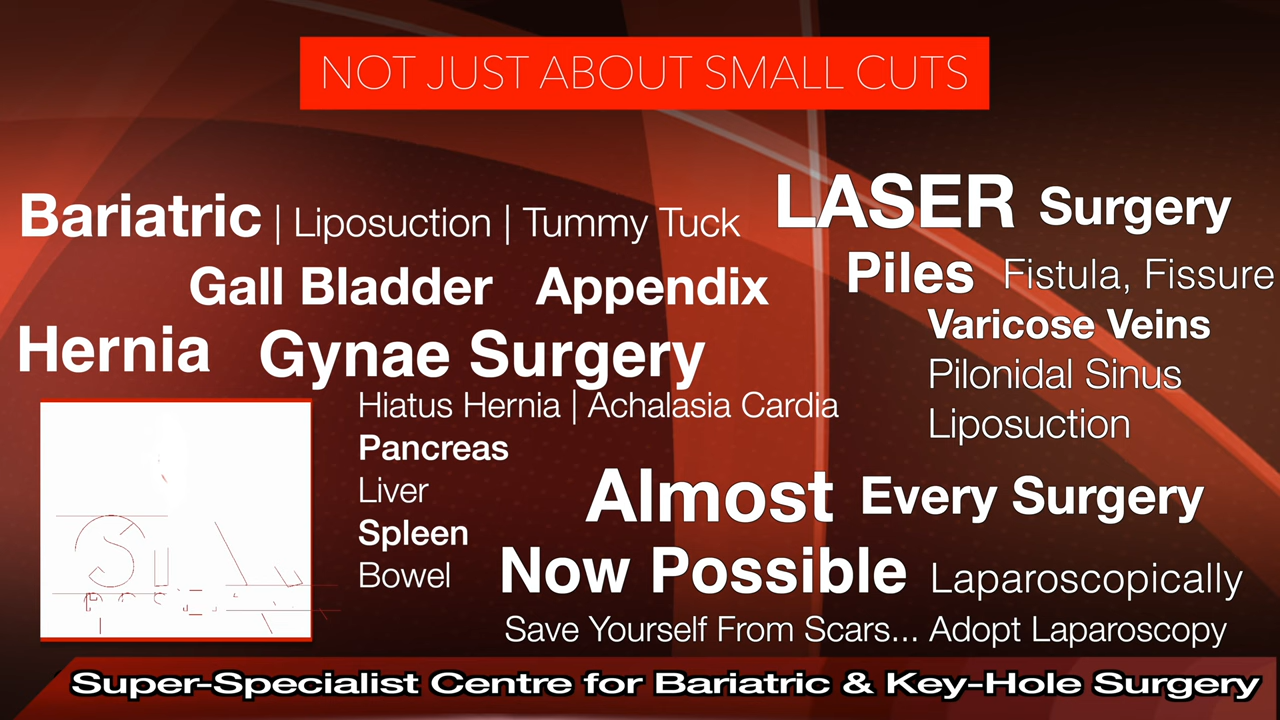 NOT JUST ABOUT SMALL CUTS
Bariatric | Liposuction | Tummy Tuck
Gall Bladder Appendix
Hernia Gynae Surgery
Hiatus Hernia | Achalasia Cardia
Pancreas
Liver
Spleen
Bowel
LASER Surgery
Piles Fistula, Fissure
Varicose Veins
Pilonidal Sinus
Liposuction
Almost Every Surgery
Now Possible Laparoscopically
Save Yourself From Scars... Adopt Laparoscopy
Super-Specialist Centre for Bariatric & Key-Hole Surgery